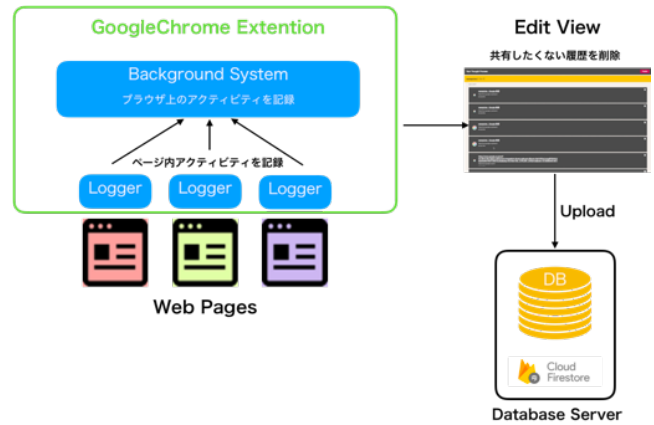 GoogleChrome Extention
Background System
ブラウザ上のアクティビティを記録
ページ内アクティビティを記録
Logger
Logger
Logger
Web Pages
Edit View
共有したくない履歴を削除
Upload
DB
Cloud
Firestore
Database Server